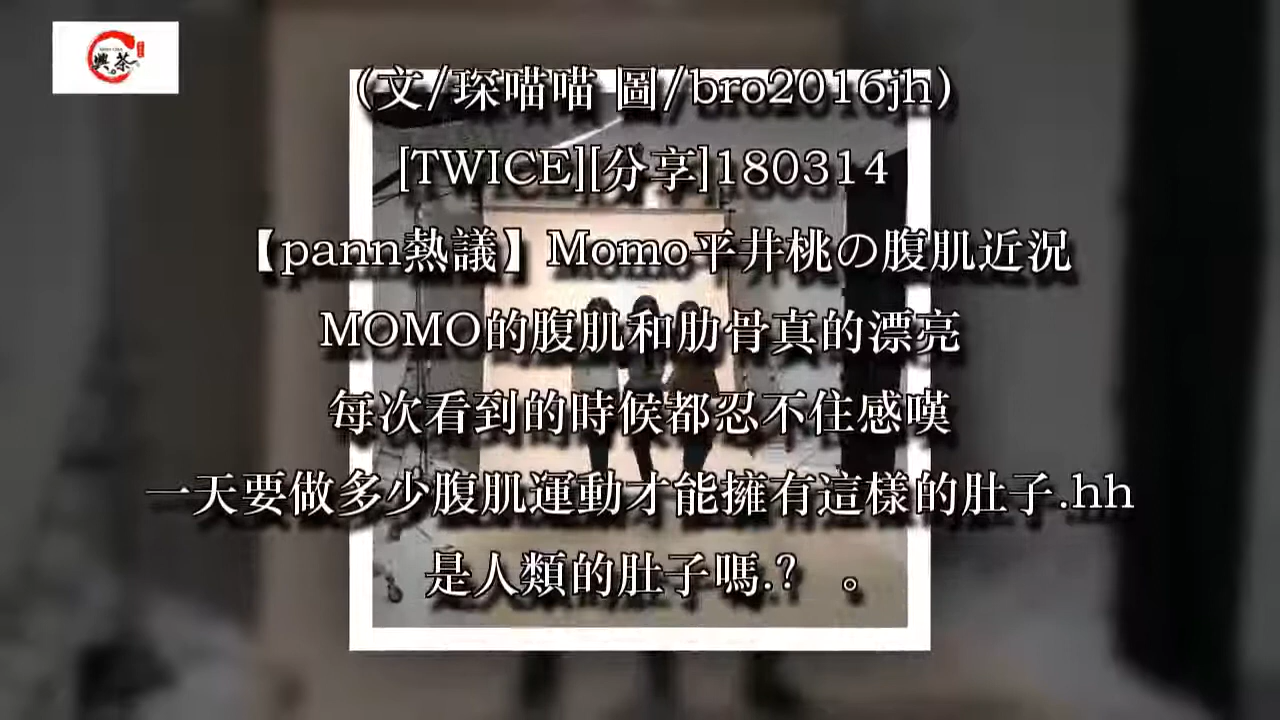 興茶
(文/琛喵喵 圖/bro2016jh)
[TWICE][分享]180314
【pann熱議】Momo平井桃の腹肌近況
MOMO的腹肌和肋骨真的漂亮
每次看到的時候都忍不住感嘆
一天要做多少腹肌運動才能擁有這樣的肚子.hh
是人類的肚子嗎.? 。